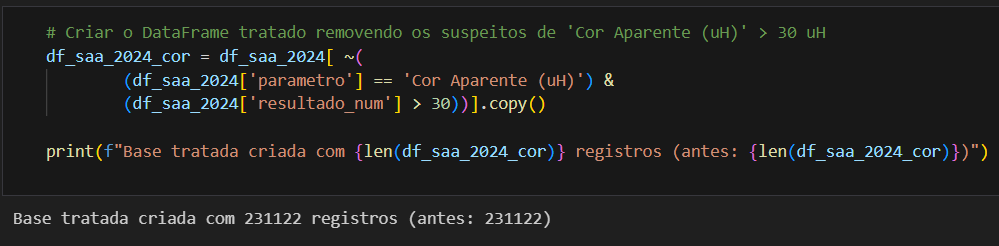 # Criar o DataFrame tratado removendo os suspeitos de 'Cor Aparente (uH)' > 30 uH
df_saa_2024_cor = df_saa_2024[ ~(
(df_saa_2024['parametro'] == 'Cor Aparente (uH)') &
(df_saa_2024['resultado_num'] > 30))].copy()
print(f"Base tratada criada com {len(df_saa_2024_cor)} registros (antes: {len(df_saa_2024_cor)})")
Base tratada criada com 231122 registros (antes: 231122)